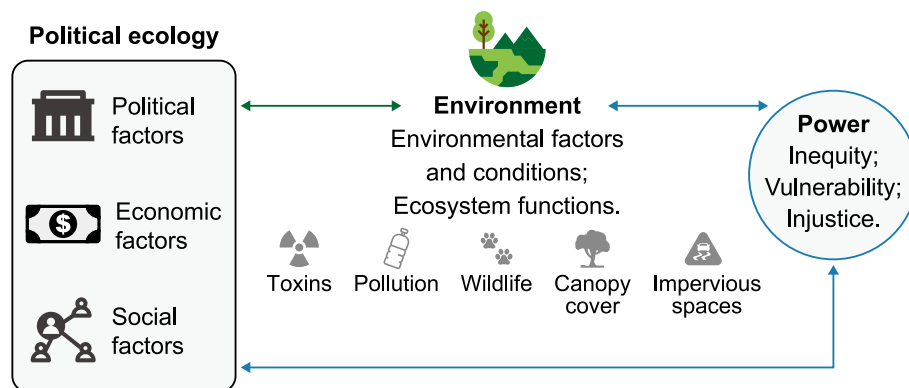 Political ecology
Political
factors
Economic
factors
Social
factors
Environment
Environmental factors
and conditions;
Ecosystem functions.
Toxins
Pollution
Wildlife
Canopy
cover
Impervious
spaces
Power
Inequity;
Vulnerability;
Injustice.